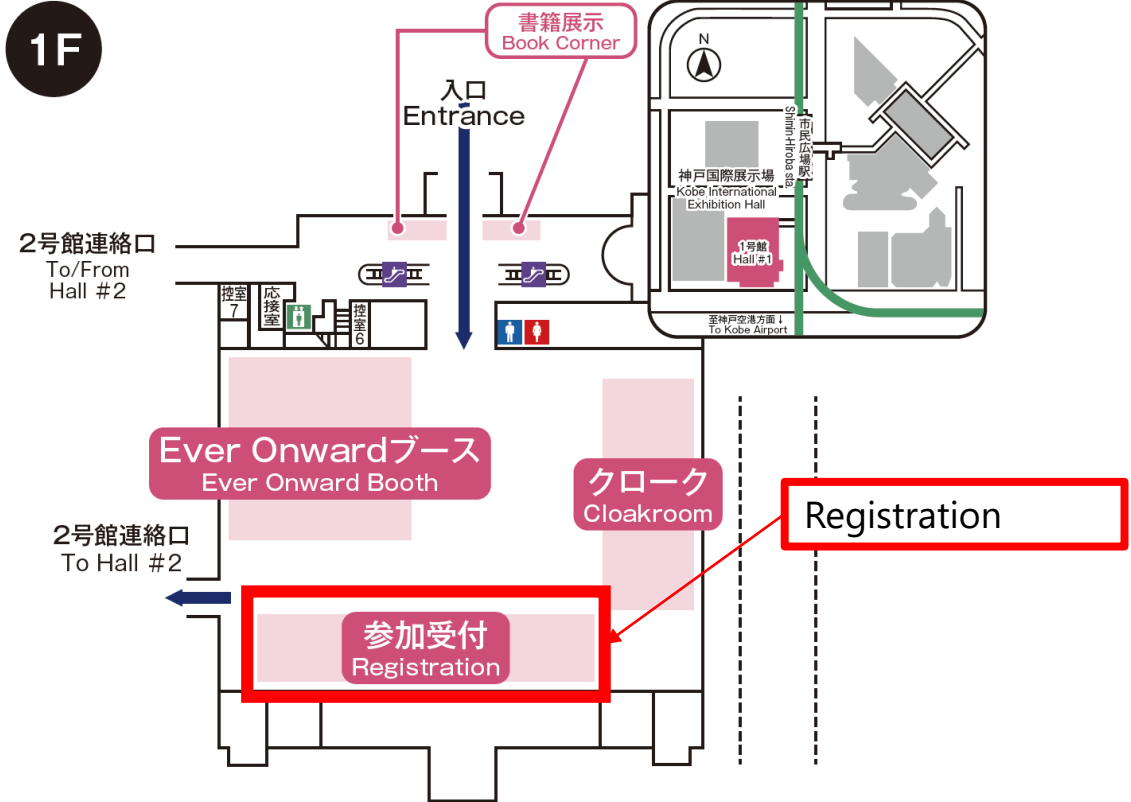 1F
書籍展示
Book Corner
入口
Entrance
2号館連絡口
To/From
Hall #2
控室
7
応接室
控室
6
N
市民広場駅
Shimin-Hiroba sta.
神戸国際展示場
Kobe International
Exhibition Hall
1号館
Hall #1
至神戸空港方面↓
To Kobe Airport
Ever Onwardブース
Ever Onward Booth
クローク
Cloakroom
Registration
2号館連絡口
To Hall #2
参加受付
Registration